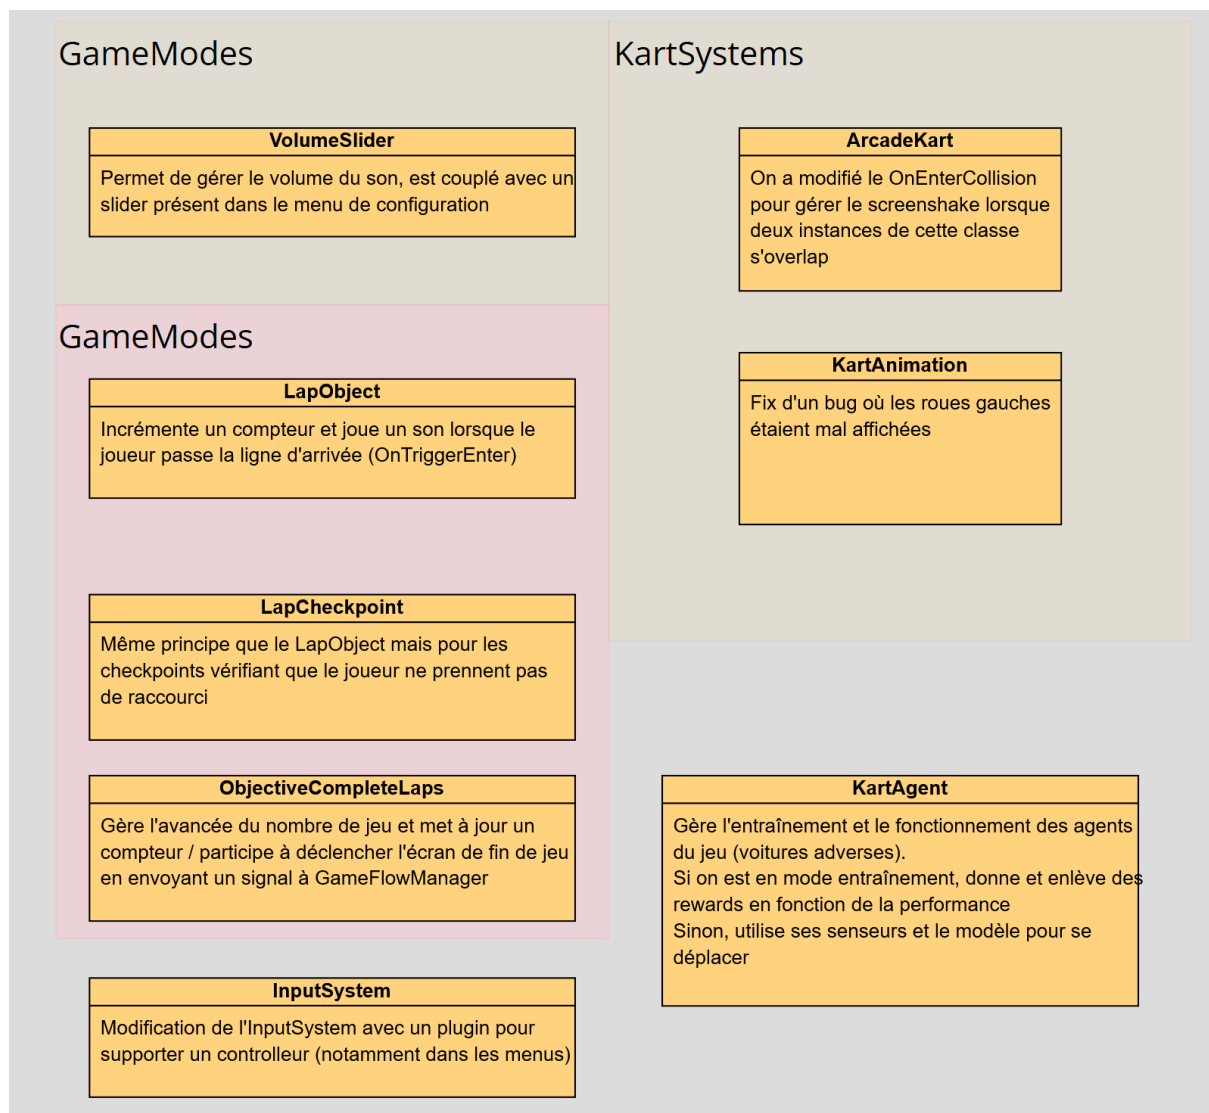 GameModes
VolumeSlider
Permet de gérer le volume du son, est couplé avec un
slider présent dans le menu de configuration
GameModes
LapObject
Incrémente un compteur et joue un son lorsque le
joueur passe la ligne d'arrivée (OnTriggerEnter)
LapCheckpoint
Même principe que le LapObject mais pour les
checkpoints vérifiant que le joueur ne prennent pas
de raccourci
ObjectiveCompleteLaps
Gère l'avancée du nombre de jeu et met à jour un
compteur / participe à déclencher l'écran de fin de jeu
en envoyant un signal à GameFlowManager
InputSystem
Modification de l'InputSystem avec un plugin pour
supporter un controlleur (notamment dans les menus)
KartSystems
ArcadeKart
On a modifié le OnEnterCollision
pour gérer le screenshake lorsque
deux instances de cette classe
s'overlap
KartAnimation
Fix d'un bug où les roues gauches
étaient mal affichées
KartAgent
Gère l'entraînement et le fonctionnement des agents
du jeu (voitures adverses).
Si on est en mode entraînement, donne et enlève des
rewards en fonction de la performance
Sinon, utilise ses senseurs et le modèle pour se
déplacer